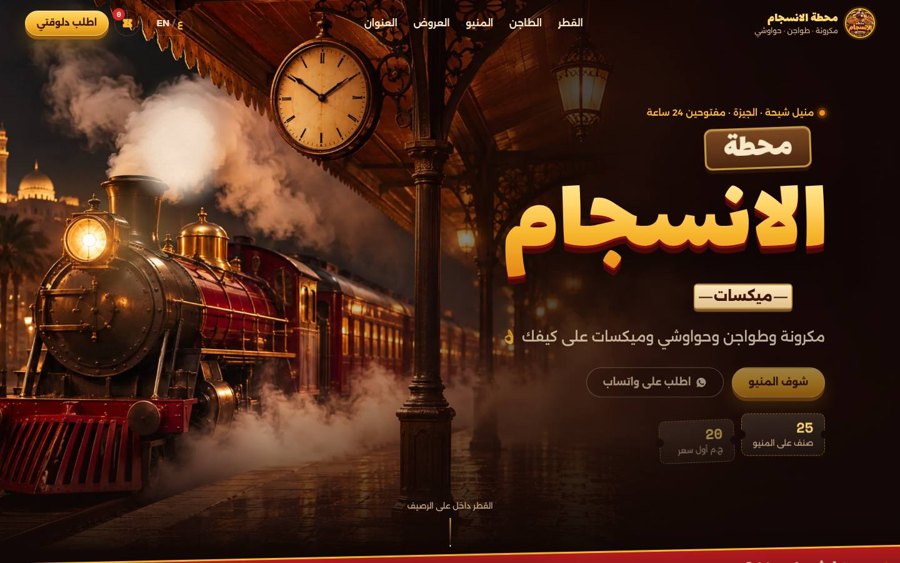 محطة الانسجام
مكرونة · طواجن · حواوشي
القطر
الطاجن
المنيو
العروض
العنوان
ع / EN
0
اطلب دلوقتي
منيل شيحة · الجيزة · مفتوحين 24 ساعة
محطة
الانسجام
—ميكسات—
مكرونة وطواجن وحواوشي وميكسات على كيفك 👌
شوف المنيو
اطلب على واتساب
25
صنف على المنيو
20
ج.م أول سعر
القطر داخل على الرصيف